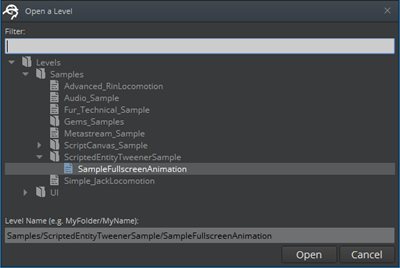 Open a Level
Filter:
Levels
Samples
Advanced_RinLocomotion
Audio_Sample
Fur_Technical_Sample
Gems_Samples
Metastream_Sample
ScriptCanvas_Sample
ScriptedEntityTweenerSample
SampleFullscreenAnimation
Simple_JackLocomotion
UI
Level Name (e.g. MyFolder/MyName):
Samples/ScriptedEntityTweenerSample/SampleFullscreenAnimation
Open Cancel